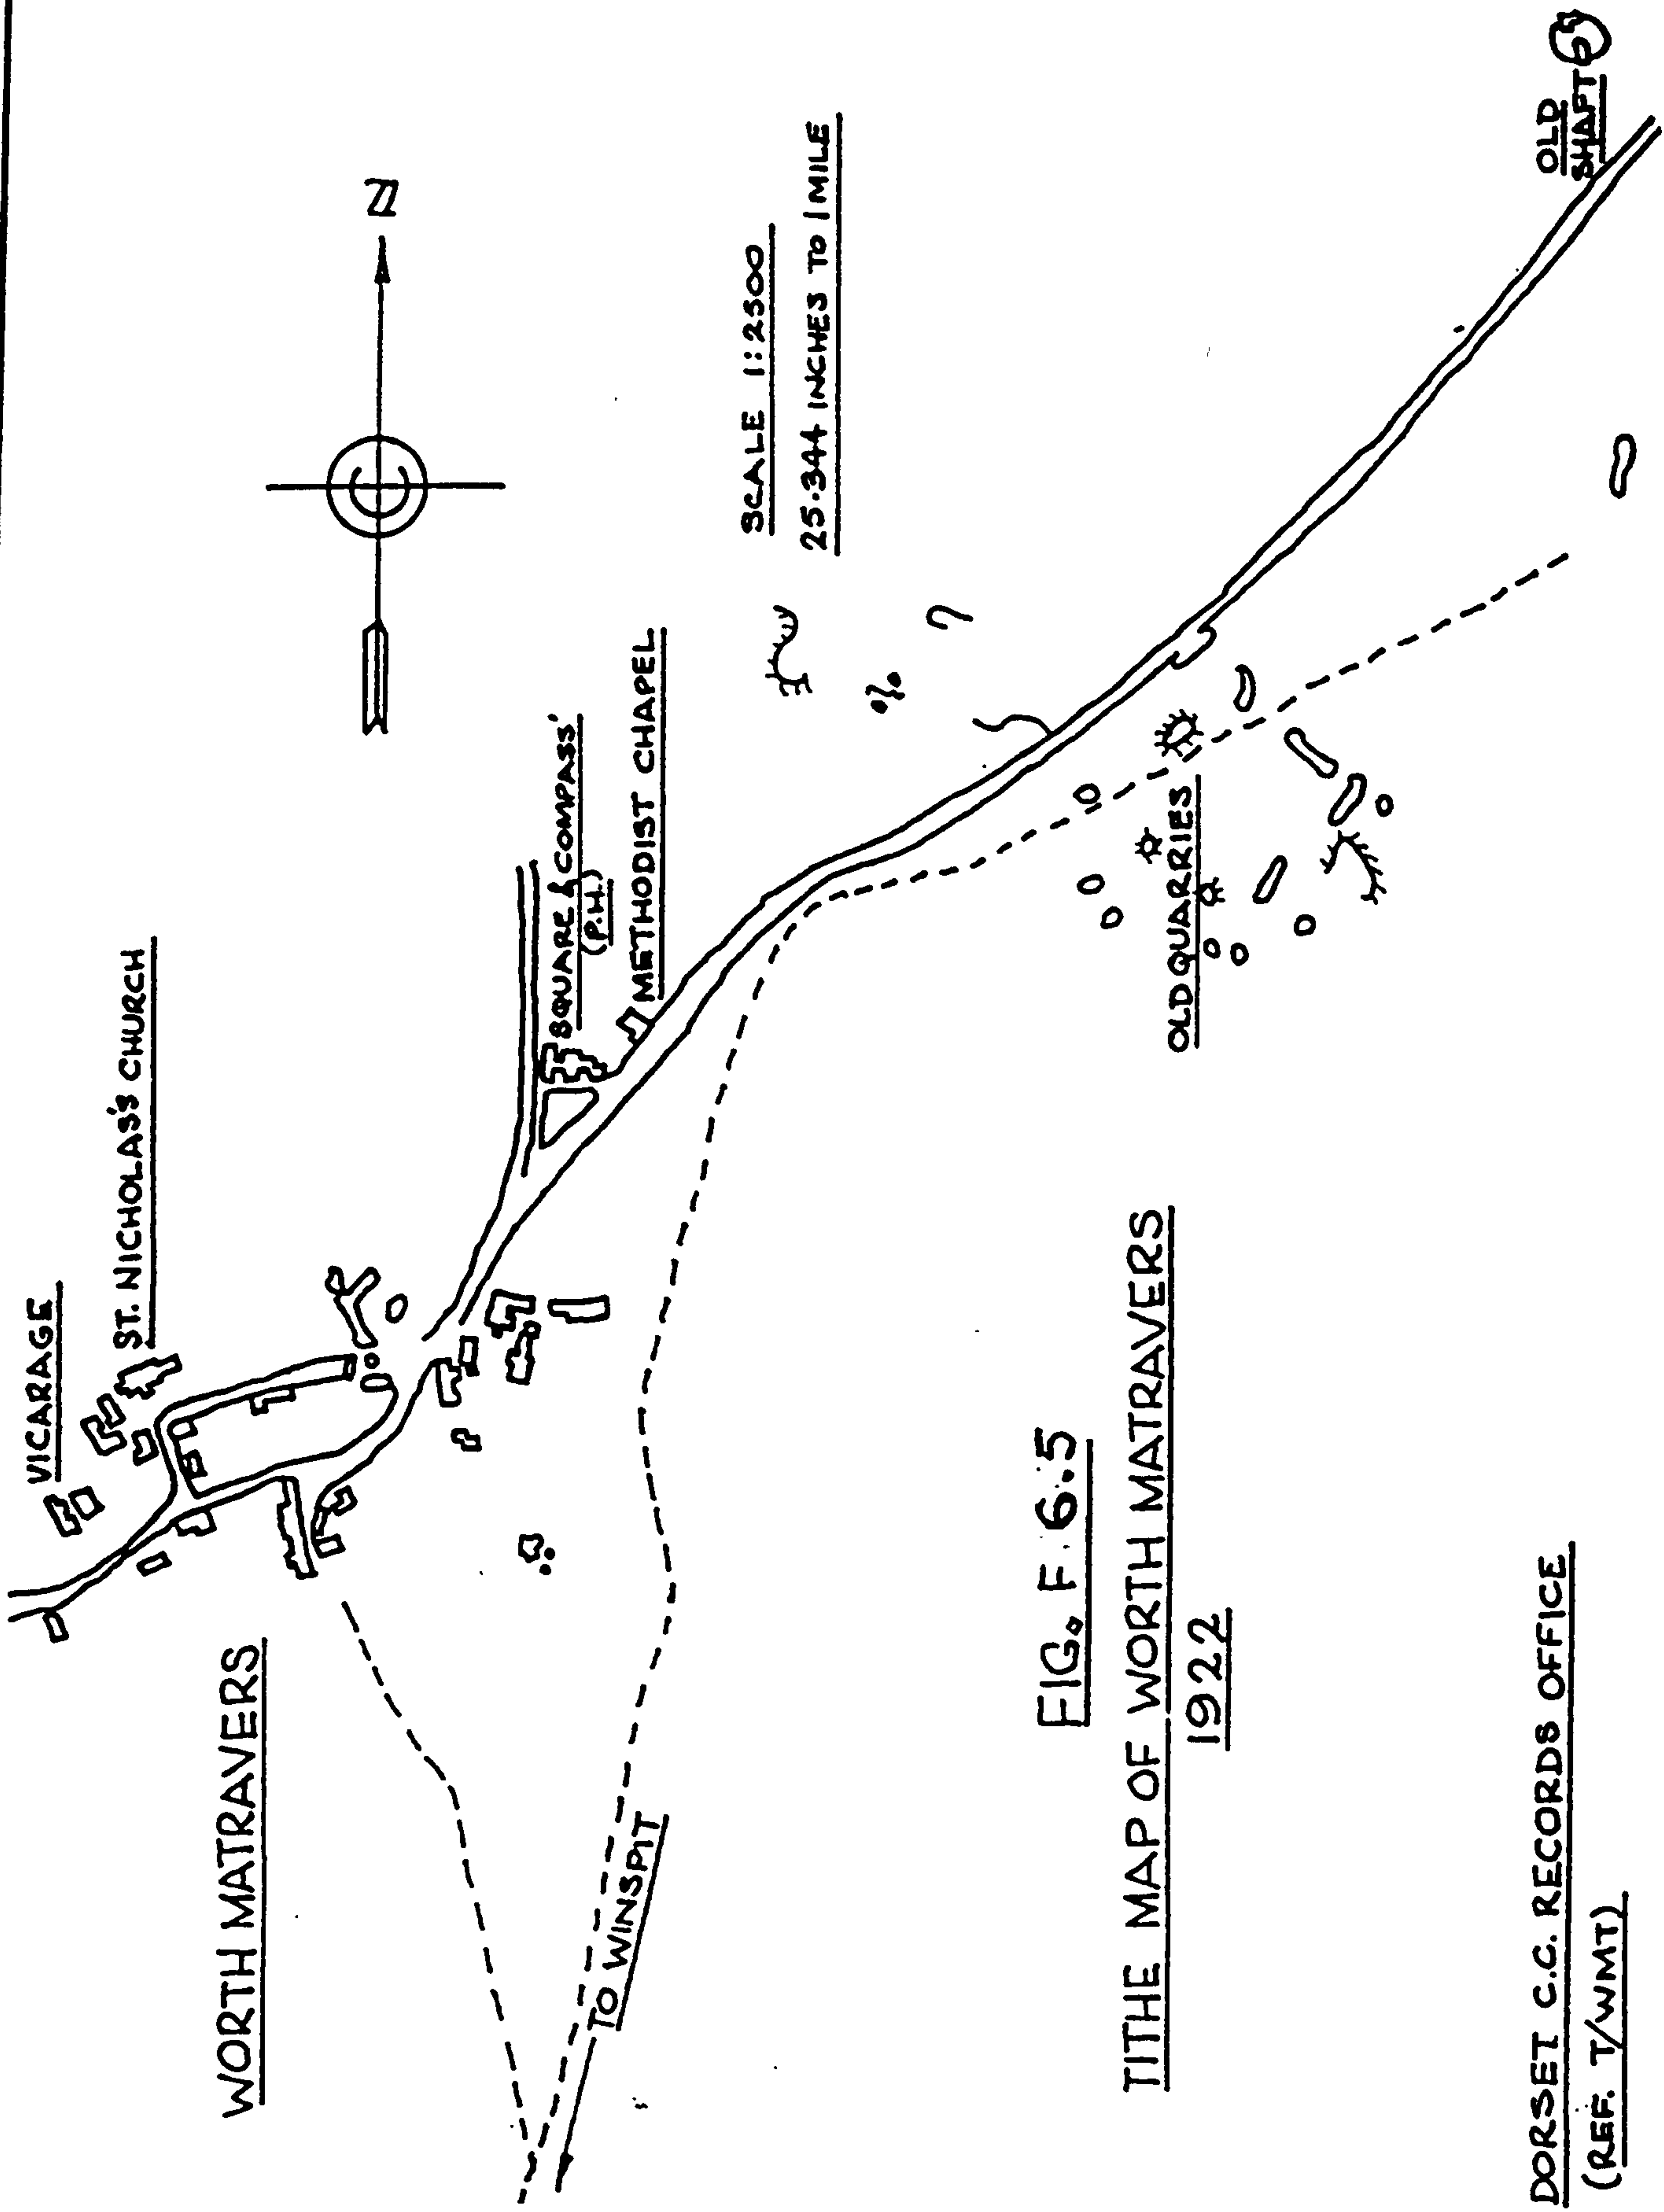 VICARAGE
ST. NICHOLAS'S CHURCH
WORTH MATRAVERS
N
'SQUARE & COMPASS'
(P.H.)
METHODIST CHAPEL
SCALE 1:2500
25.344 INCHES TO 1 MILE
TO WINSPIT
OLD QUARRIES
OLD
SHAFT
FIG. F 6.5
TITHE MAP OF WORTH MATRAVERS
1922
DORSET C.C. RECORDS OFFICE
(REF. T/WMT)